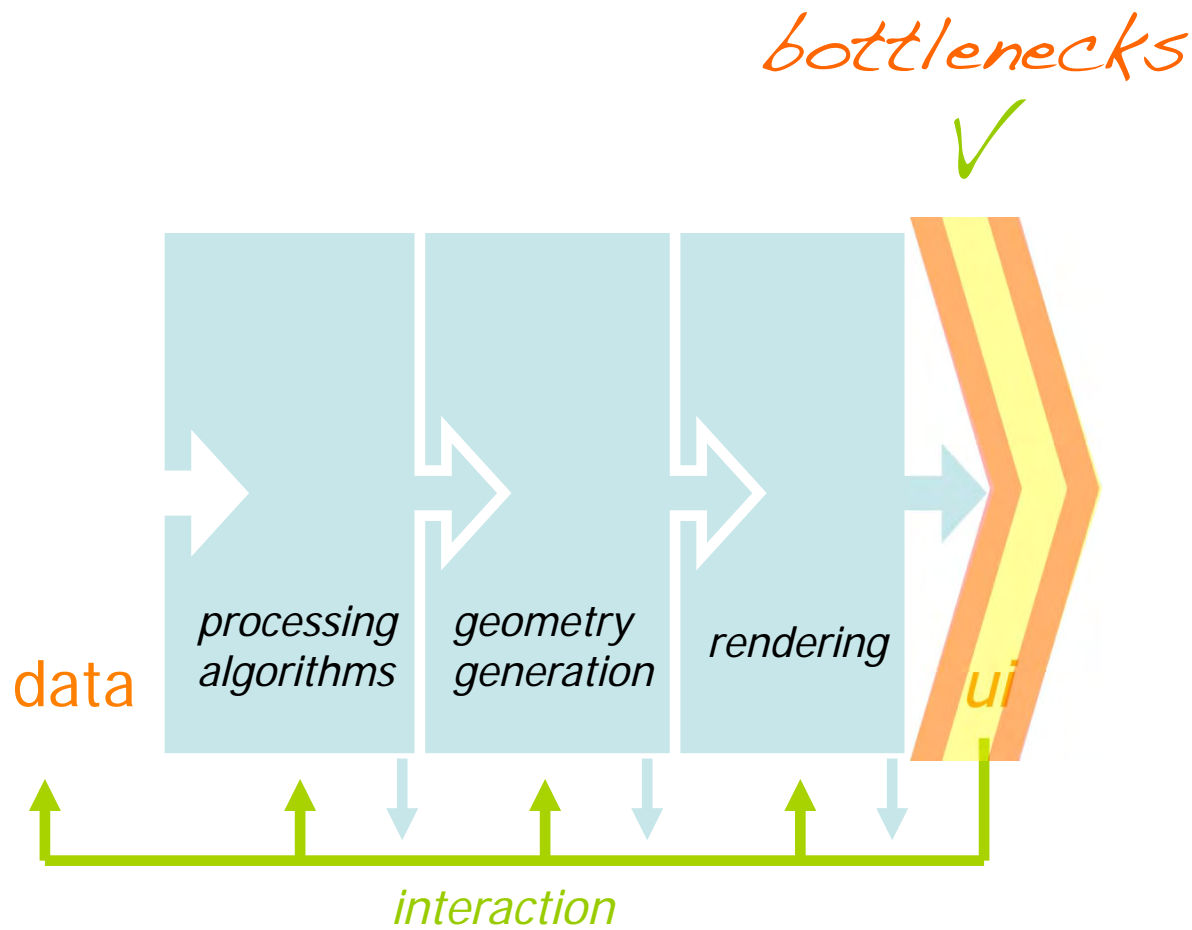 bottlenecks
processing
algorithms
geometry
generation
rendering
data
ui
interaction